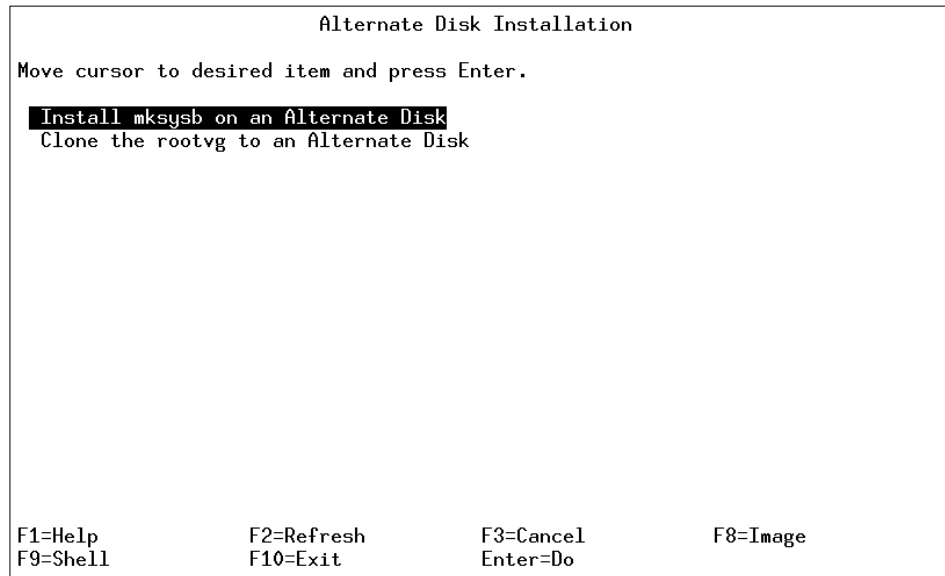 Alternate Disk Installation
Move cursor to desired item and press Enter.
Install mksysb on an Alternate Disk
Clone the rootvg to an Alternate Disk
F1=Help F2=Refresh F3=Cancel F8=Image
F9=Shell F10=Exit Enter=Do